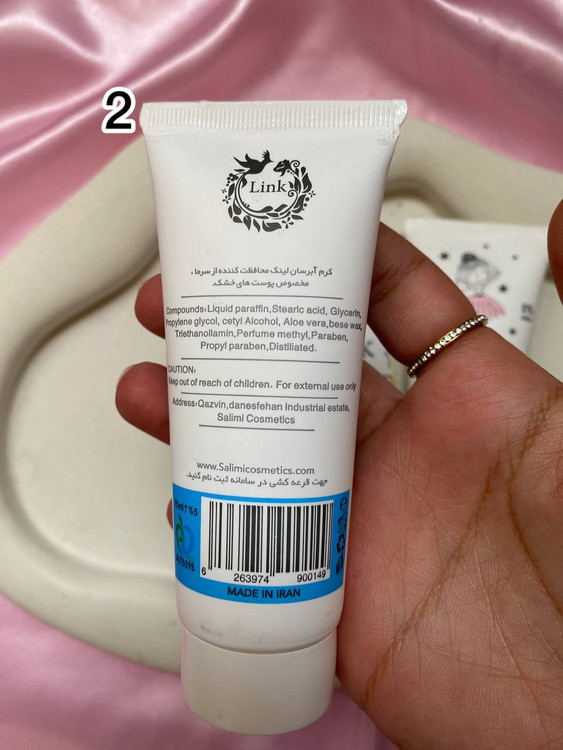 2
Link
کرم آبرسان لینک محافظت کننده از سرما ،
مخصوص پوست های خشک.
Compounds:Liquid paraffin,Stearic acid, Glycerin,
Propylene glycol, cetyl Alcohol, Aloe vera,bese wax,
Triethanollamin,Perfume methyl,Paraben,
Propyl paraben,Distiliated.
CAUTION:
Keep out of reach of children. For external use only
Address:Qazvin,danesfehan Industrial estate,
Salimi Cosmetics
www.Salimicosmetics.com
جهت قرعه کشی در سامانه ثبت نام کنید.
6 263974 900149
MADE IN IRAN